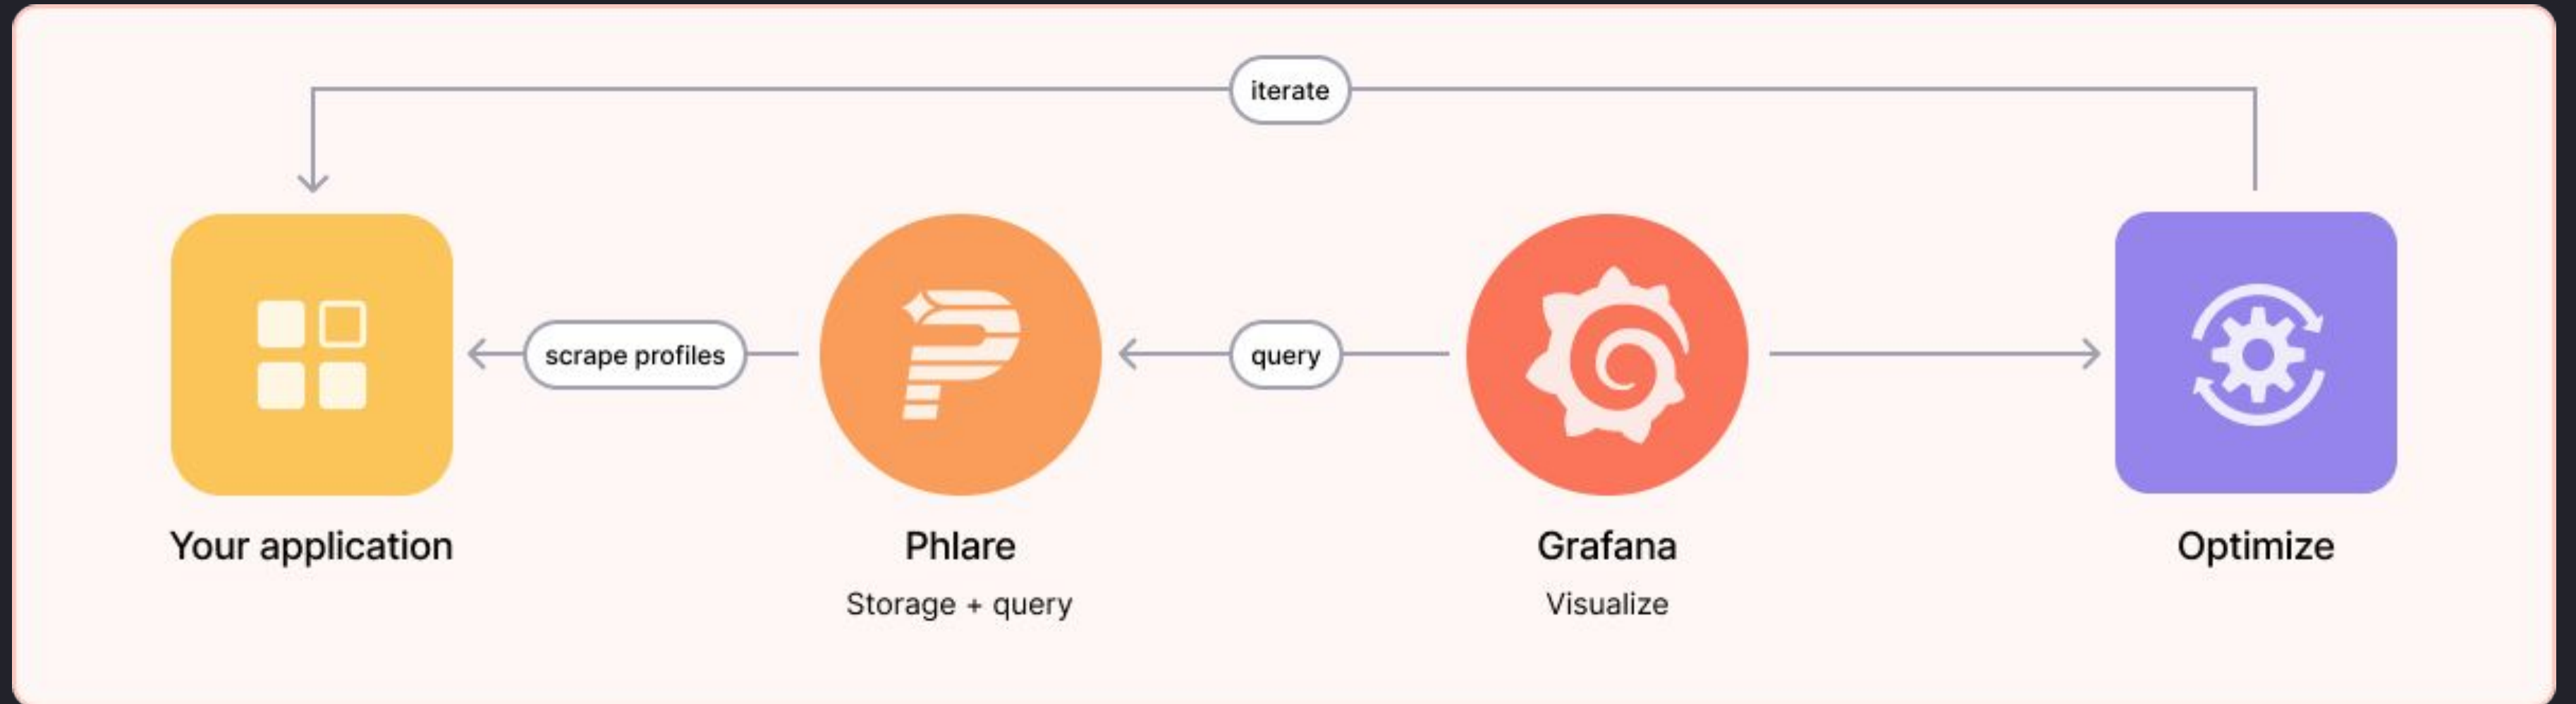 iterate
scrape profiles
query
Your application
Phlare
Grafana
Optimize
Storage + query
Visualize